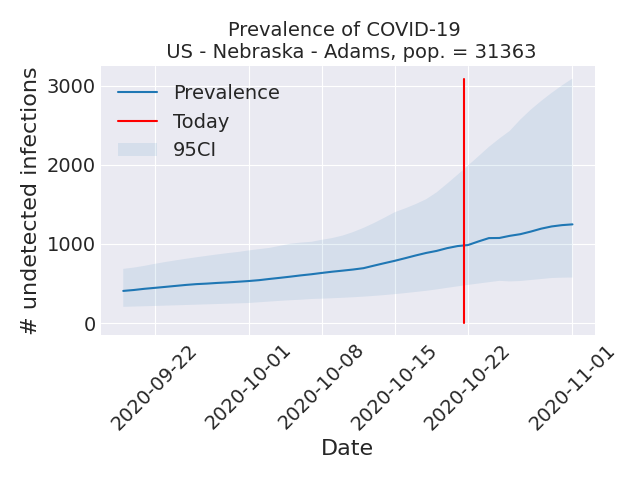 Prevalence of COVID-19
US - Nebraska - Adams, pop. = 31363
# undetected infections
3000
2000
1000
0
Prevalence
Today
95CI
2020-09-22
2020-10-01
2020-10-08
2020-10-15
2020-10-22
2020-11-01
Date